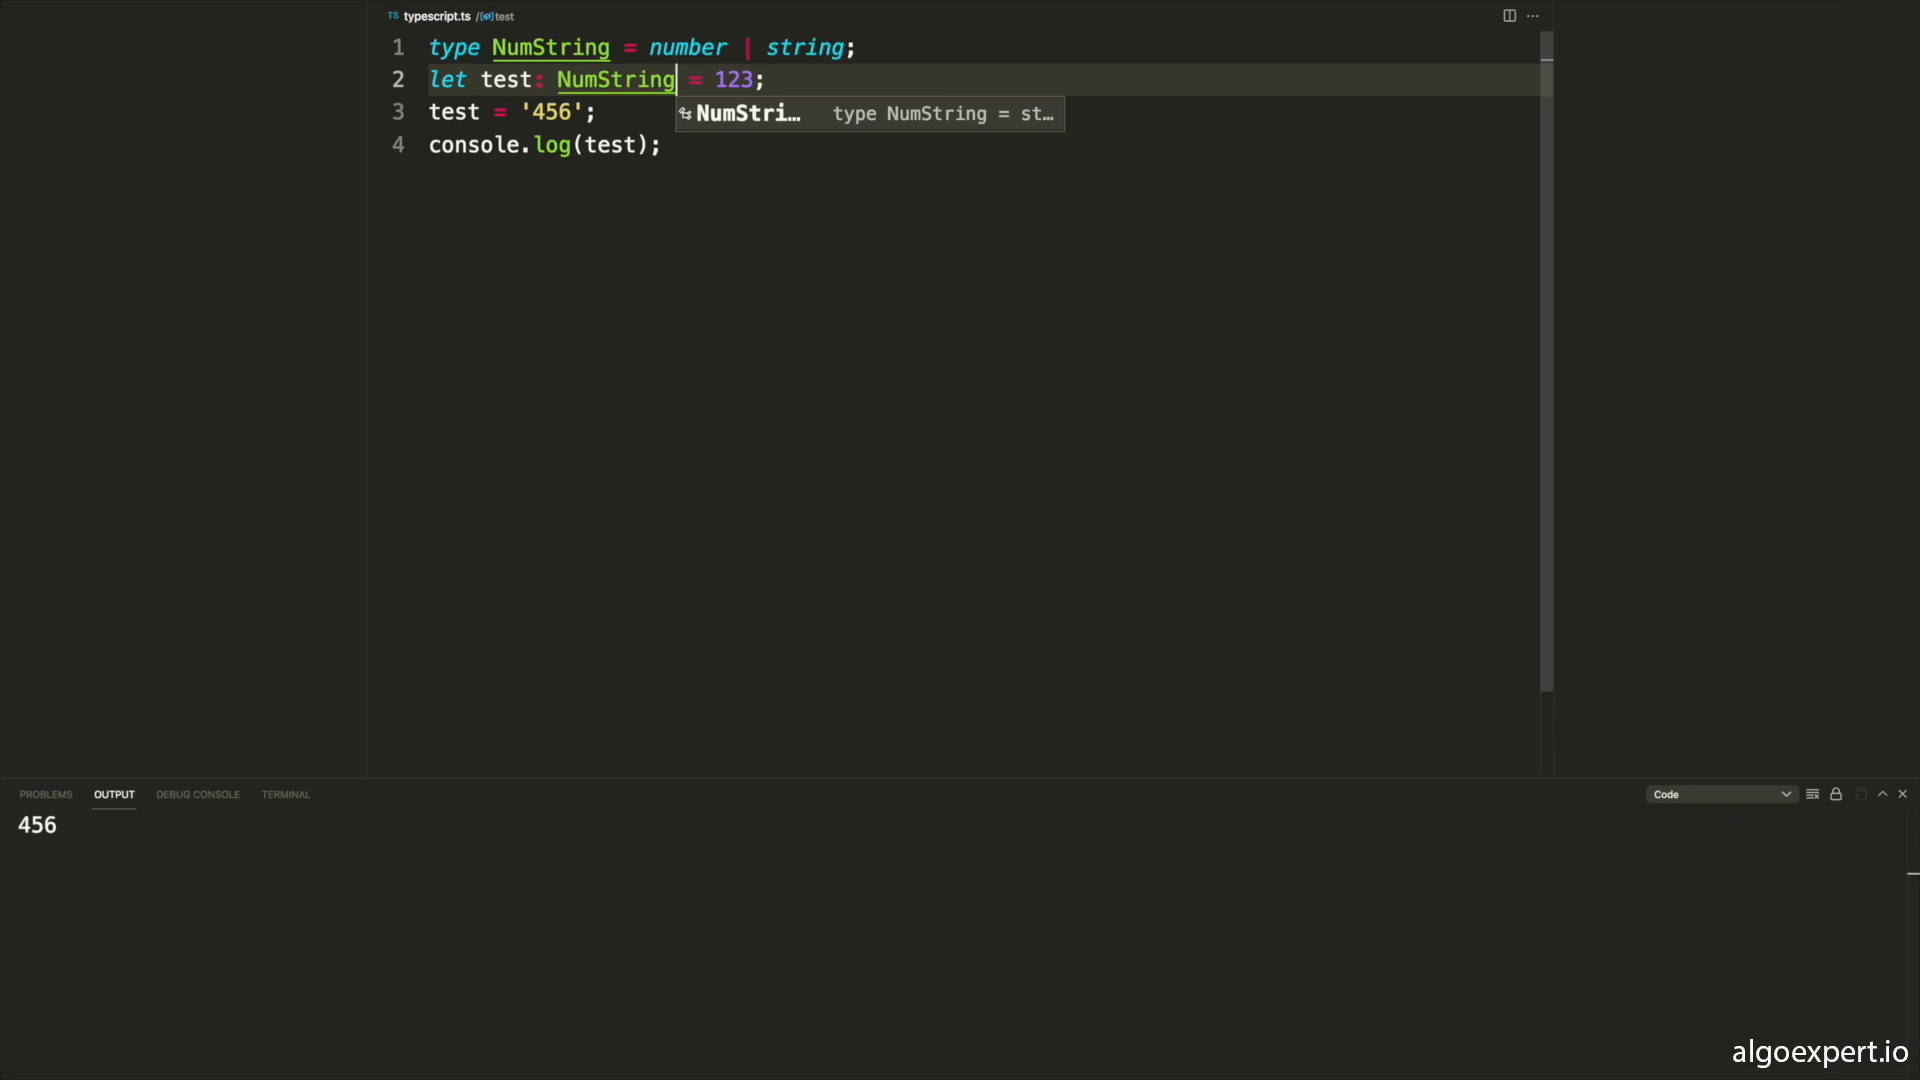 TS typescript.ts / test
1 type NumString = number | string;
2 let test: NumString = 123;
NumStri… type NumString = st…
3 test = '456';
4 console.log(test);
PROBLEMS OUTPUT DEBUG CONSOLE TERMINAL
Code
456
algoexpert.io